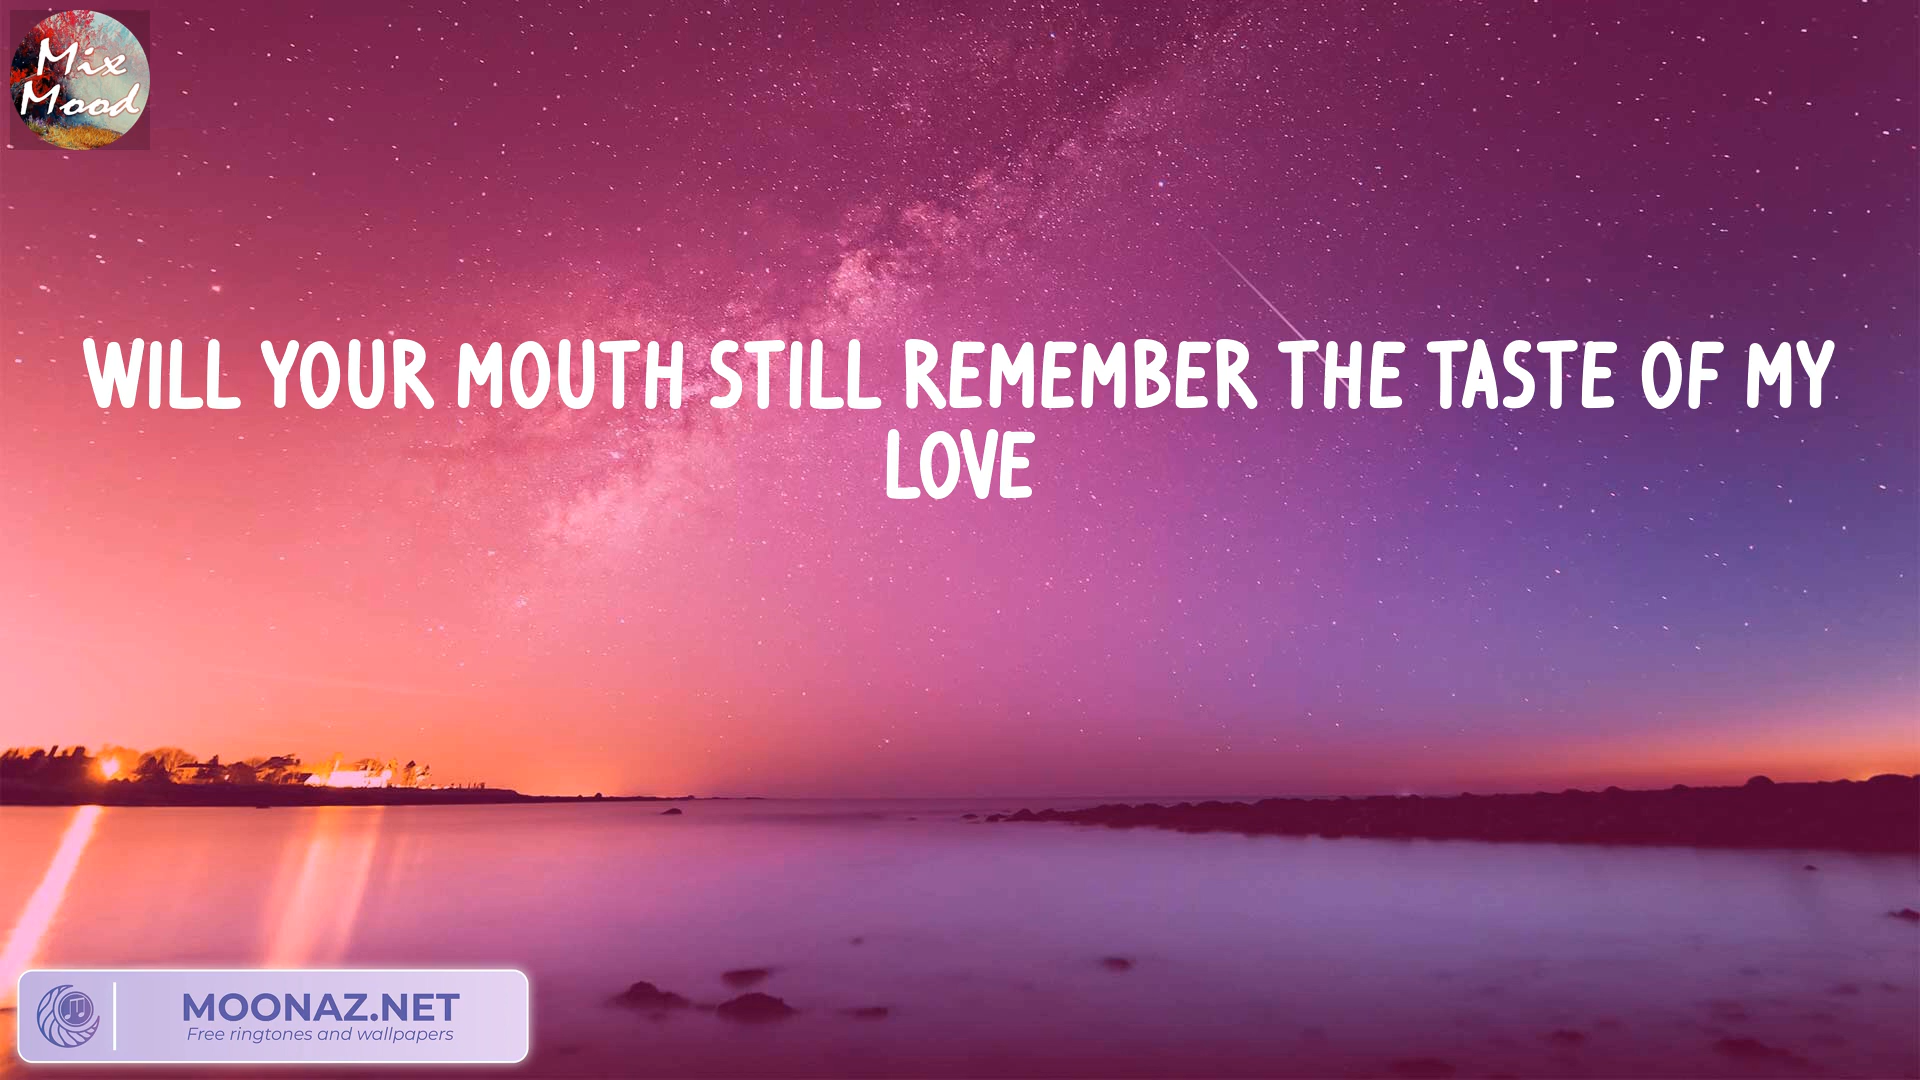 Mix
Mood
WILL YOUR MOUTH STILL REMEMBER THE TASTE OF MY
LOVE
MOONAZ.NET
Free ringtones and wallpapers